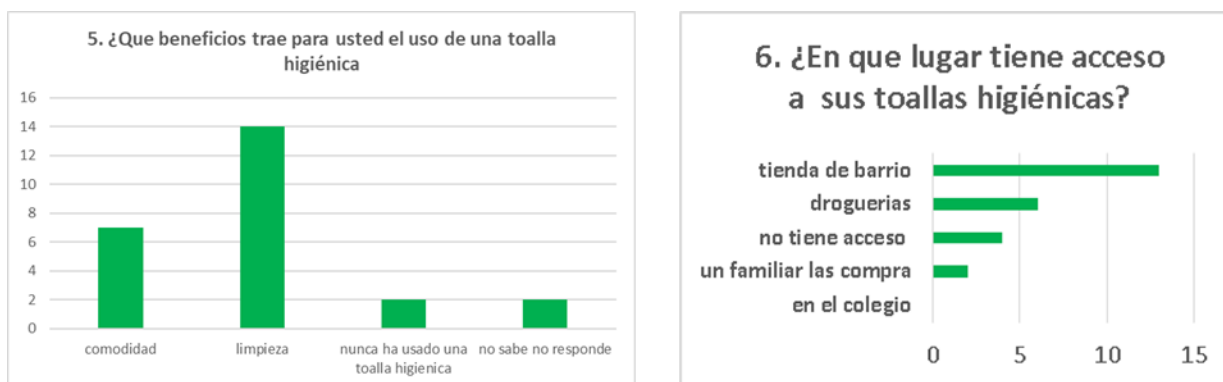 5. ¿Que beneficios trae para usted el uso de una toalla
higiénica
16
14
12
10
8
6
4
2
0
comodidad
limpieza
nunca ha usado una
toalla higienica
no sabe no responde
6. ¿En que lugar tiene acceso
a sus toallas higiénicas?
tienda de barrio
droguerias
no tiene acceso
un familiar las compra
en el colegio
0 5 10 15